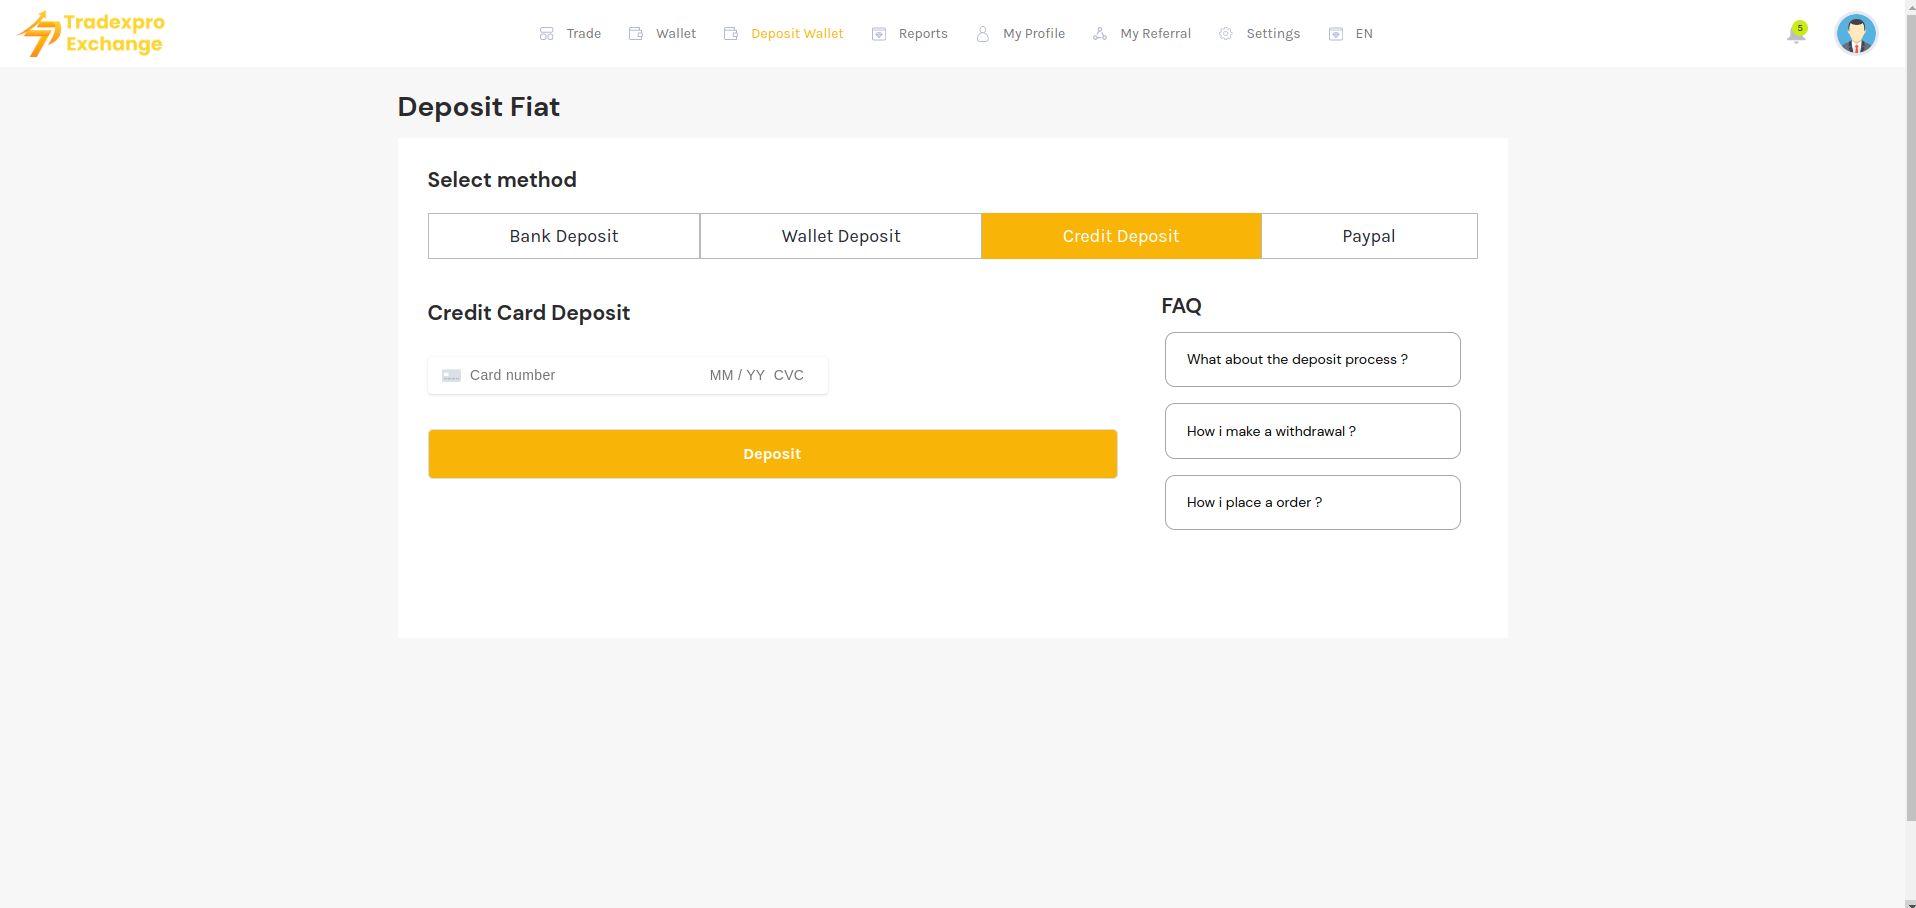 Tradexpro
Exchange
Trade
Wallet
Deposit Wallet
Reports
My Profile
My Referral
Settings
EN
5
Deposit Fiat
Select method
Bank Deposit
Wallet Deposit
Credit Deposit
Paypal
Credit Card Deposit
Card number
MM / YY CVC
Deposit
FAQ
What about the deposit process ?
How i make a withdrawal ?
How i place a order ?